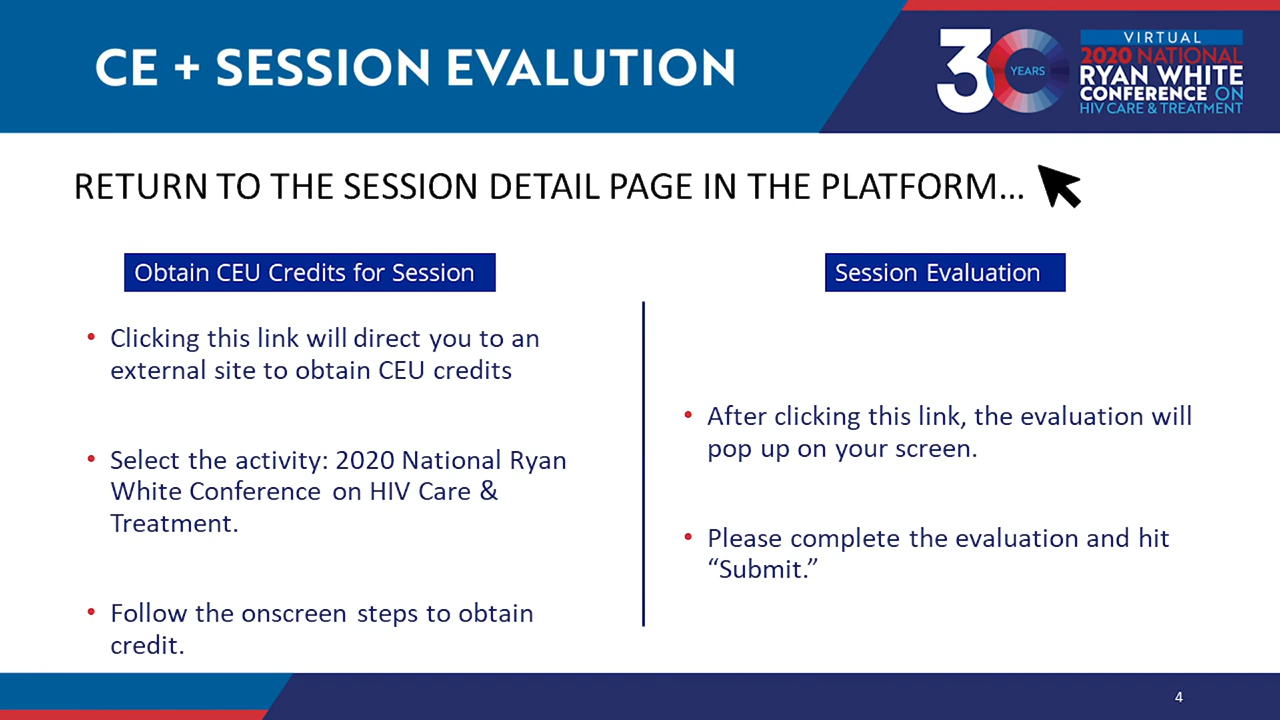 CE + SESSION EVALUTION
30
YEARS
VIRTUAL
2020 NATIONAL
RYAN WHITE
CONFERENCE ON
HIV CARE & TREATMENT
RETURN TO THE SESSION DETAIL PAGE IN THE PLATFORM...
Obtain CEU Credits for Session
• Clicking this link will direct you to an
external site to obtain CEU credits
• Select the activity: 2020 National Ryan
White Conference on HIV Care &
Treatment.
• Follow the onscreen steps to obtain
credit.
Session Evaluation
• After clicking this link, the evaluation will
pop up on your screen.
• Please complete the evaluation and hit
“Submit.”
4